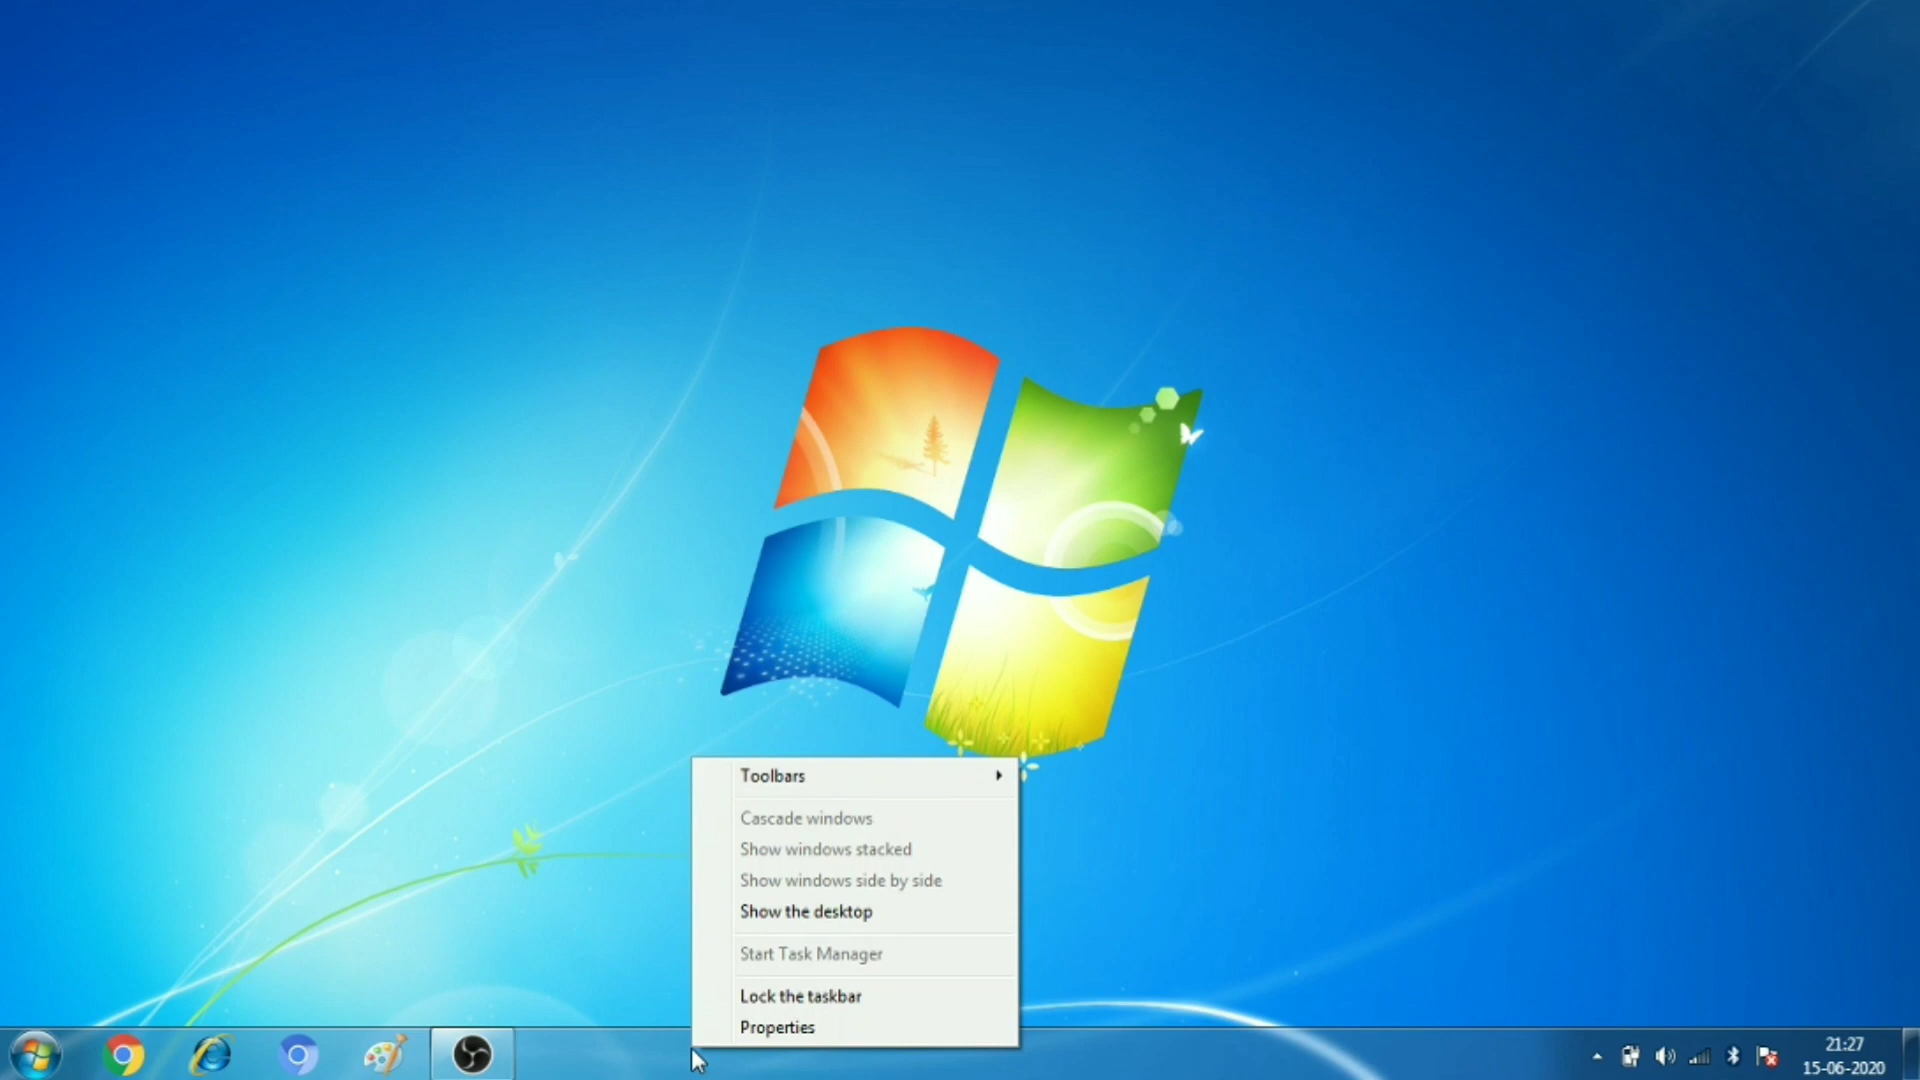 Toolbars
Cascade windows
Show windows stacked
Show windows side by side
Show the desktop
Start Task Manager
Lock the taskbar
Properties
21:27
15-06-2020